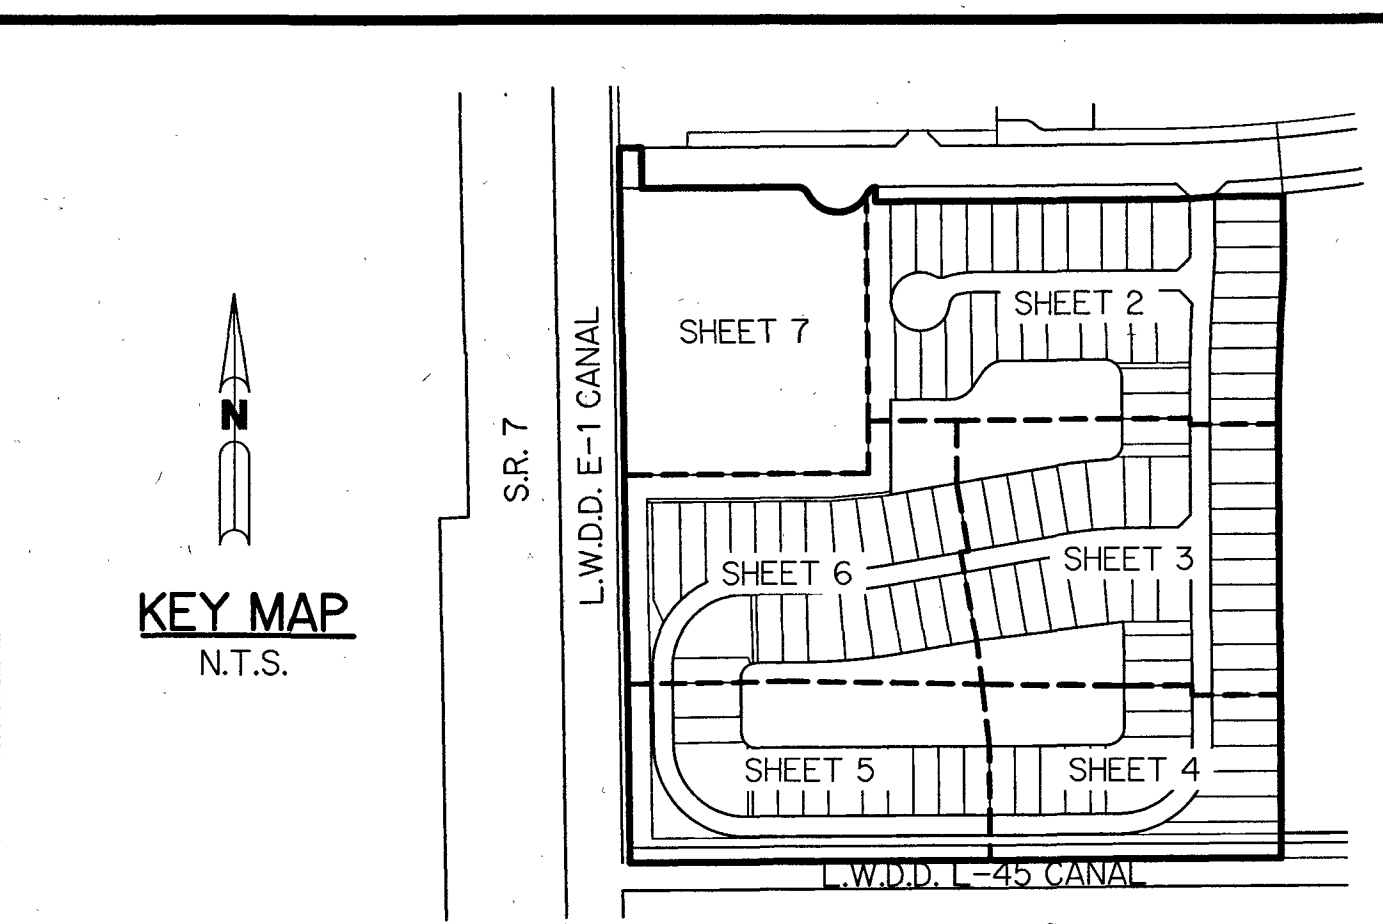 SHEET 2
SHEET 7
N
S.R. 7
L.W.D.D. E-1 CANAL
SHEET 3
SHEET 6
KEY MAP
N.T.S.
SHEET 5
SHEET 4
L.W.D.D. L-45 CANAL